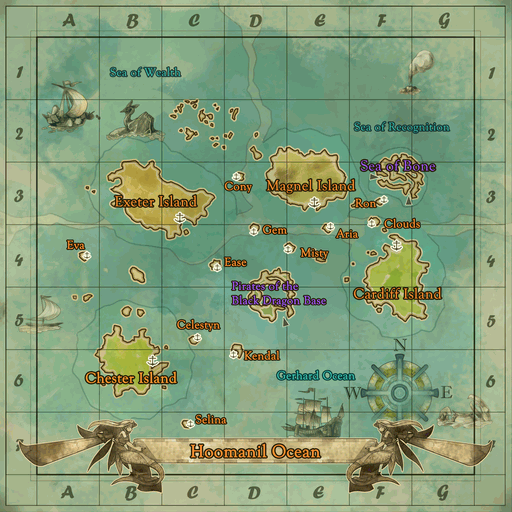 A B C D E F G
1 1
Sea of Wealth
2 2
Sea of Recognition
Sea of Bone
3 3
Cony
Magnel Island
Exeter Island
Ron
Gem
Aria
Clouds
4 4
Eva
Misty
Ease
Pirates of the
Black Dragon Base
Cardiff Island
5 5
Celestyn
N
Kendal
6 6
Chester Island
Gerhard Ocean
W E
Selina
Hoomanil Ocean
A B C D E F G